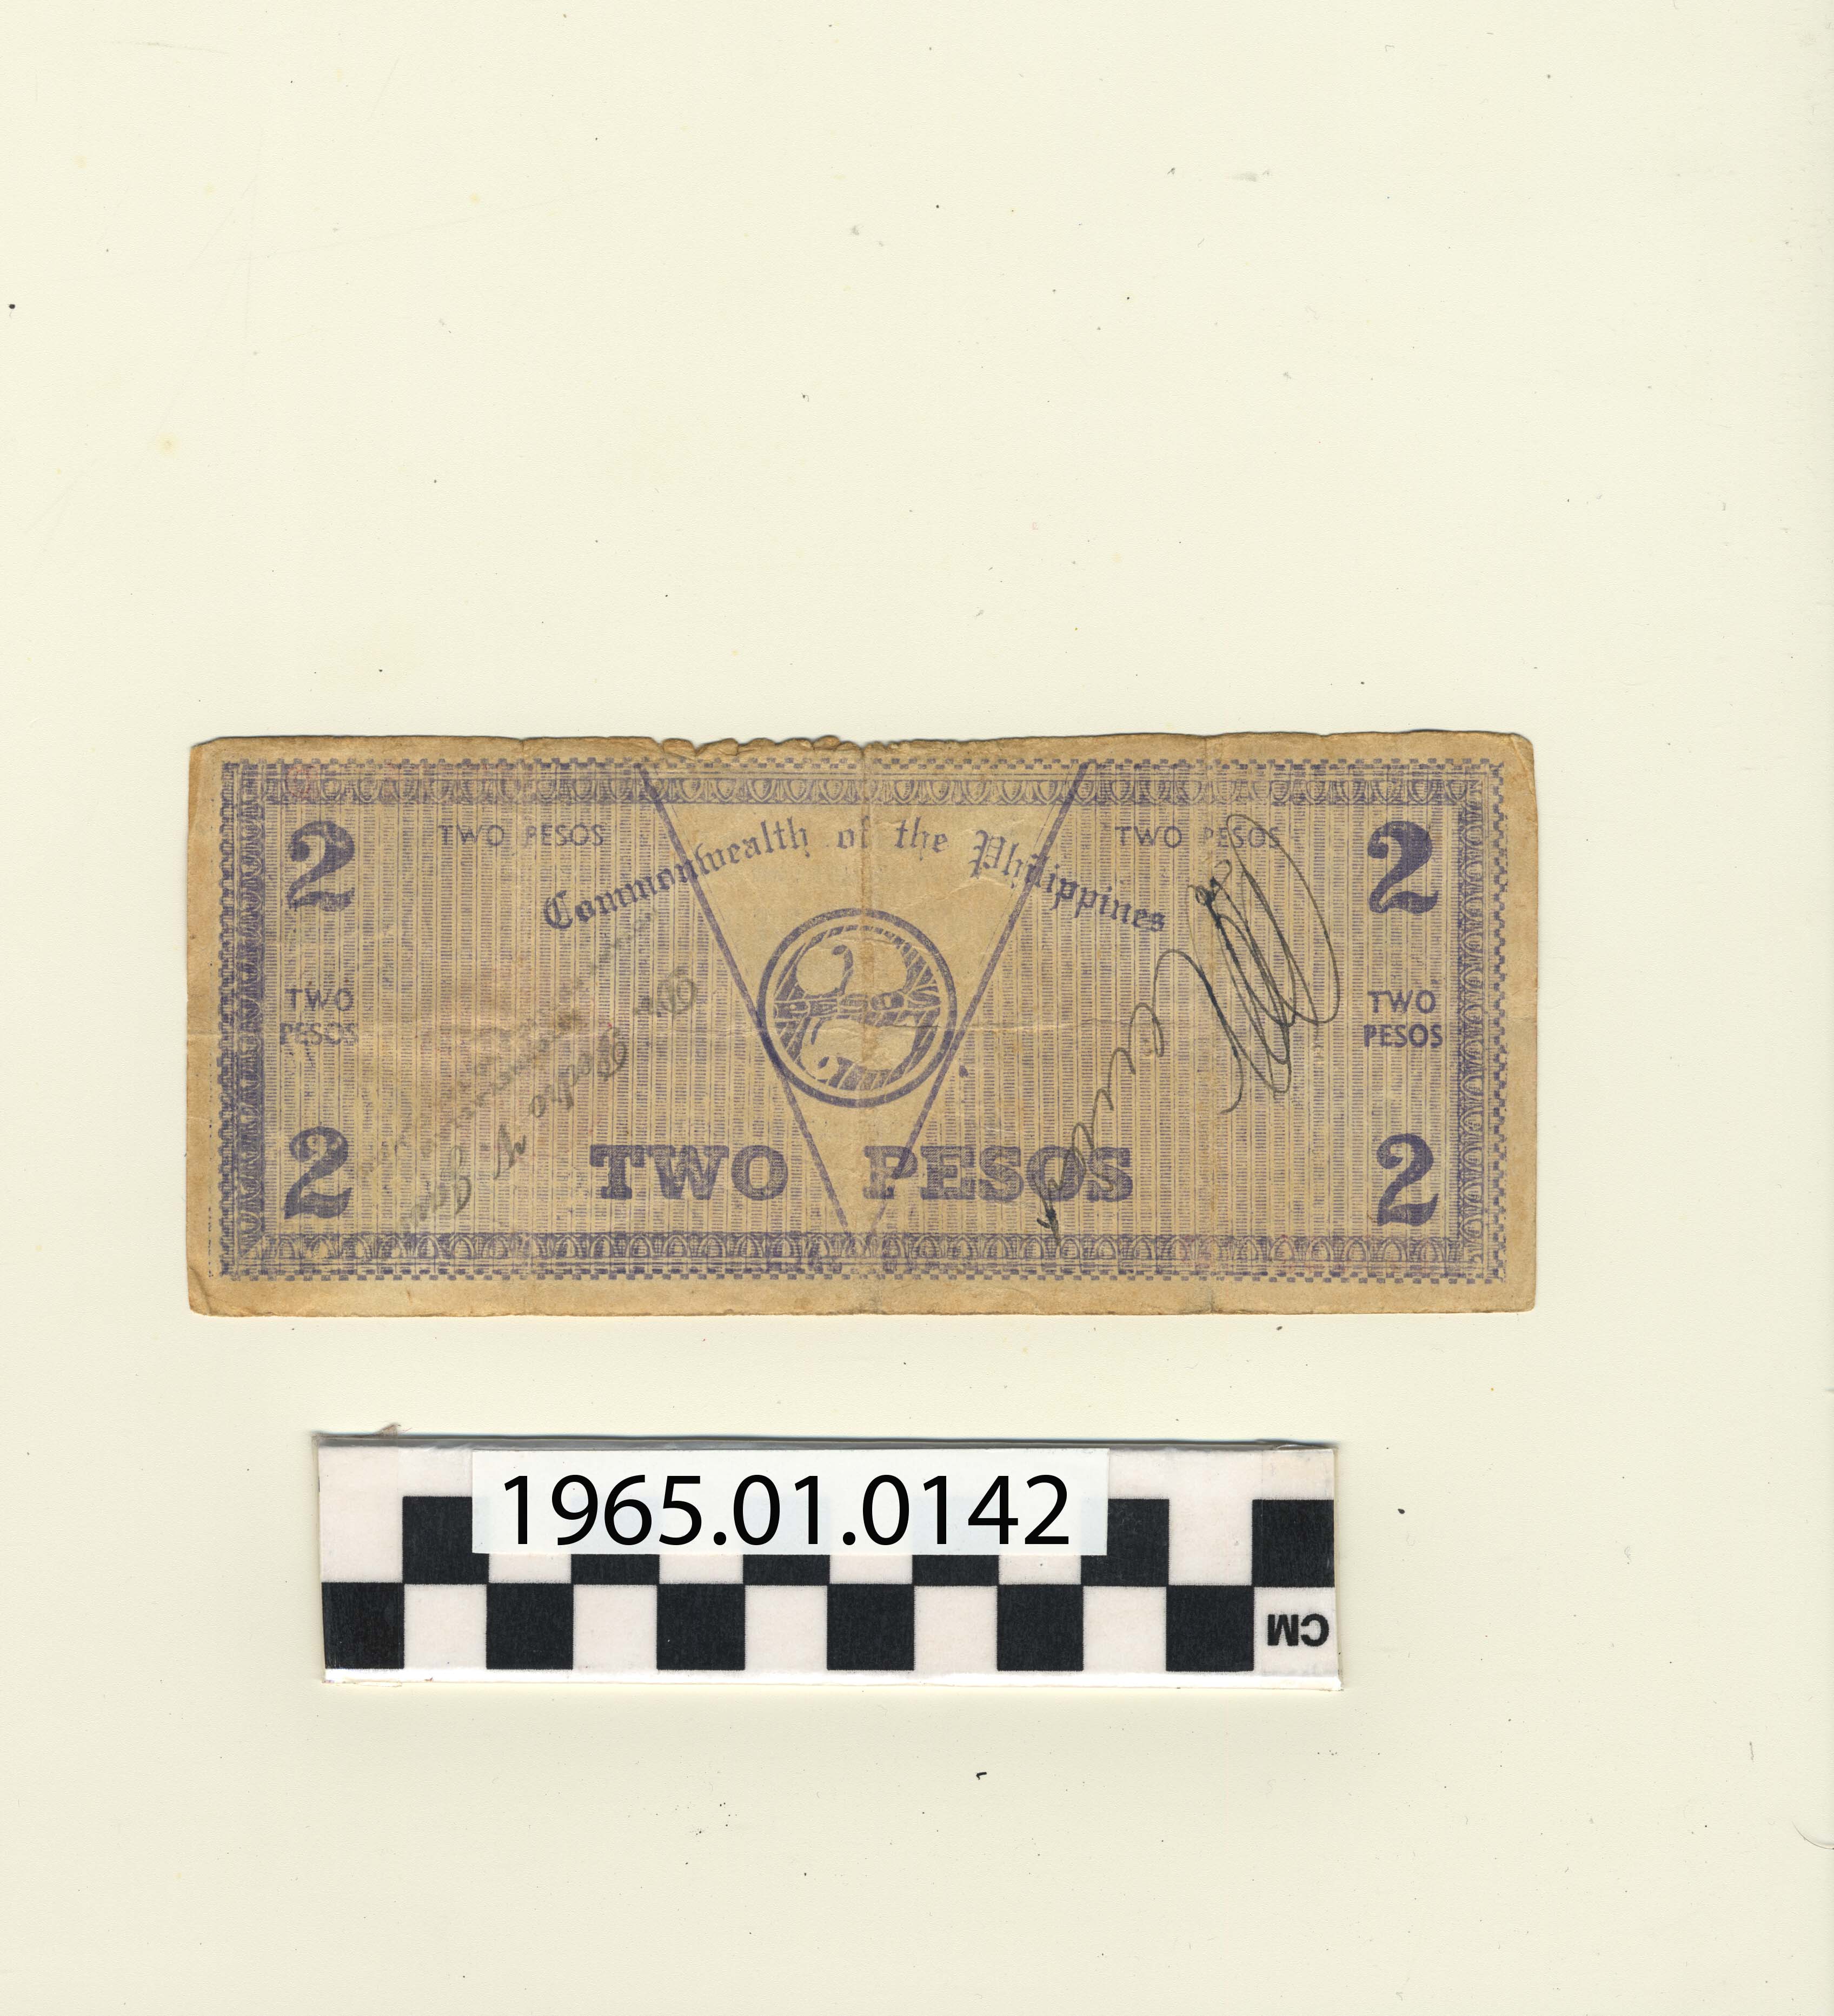 TWO PESOS
TWO PESOS
2
2
Commonwealth of the Philippines
TWO
PESOS
TWO
PESOS
2
TWO PESOS
2
1965.01.0142
CM